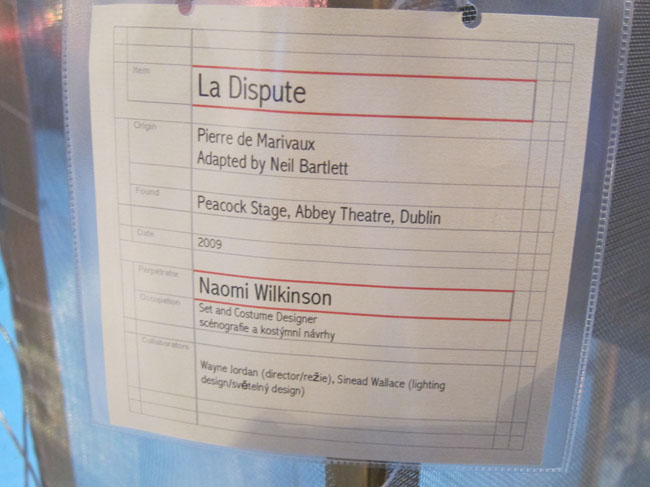 Item
La Dispute
Origin
Pierre de Marivaux
Adapted by Neil Bartlett
Found
Peacock Stage, Abbey Theatre, Dublin
Date
2009
Perpetrator
Naomi Wilkinson
Occupation
Set and Costume Designer
scénografie a kostýmní návrhy
Collaborators
Wayne Jordan (director/režie), Sinead Wallace (lighting
design/světelný design)